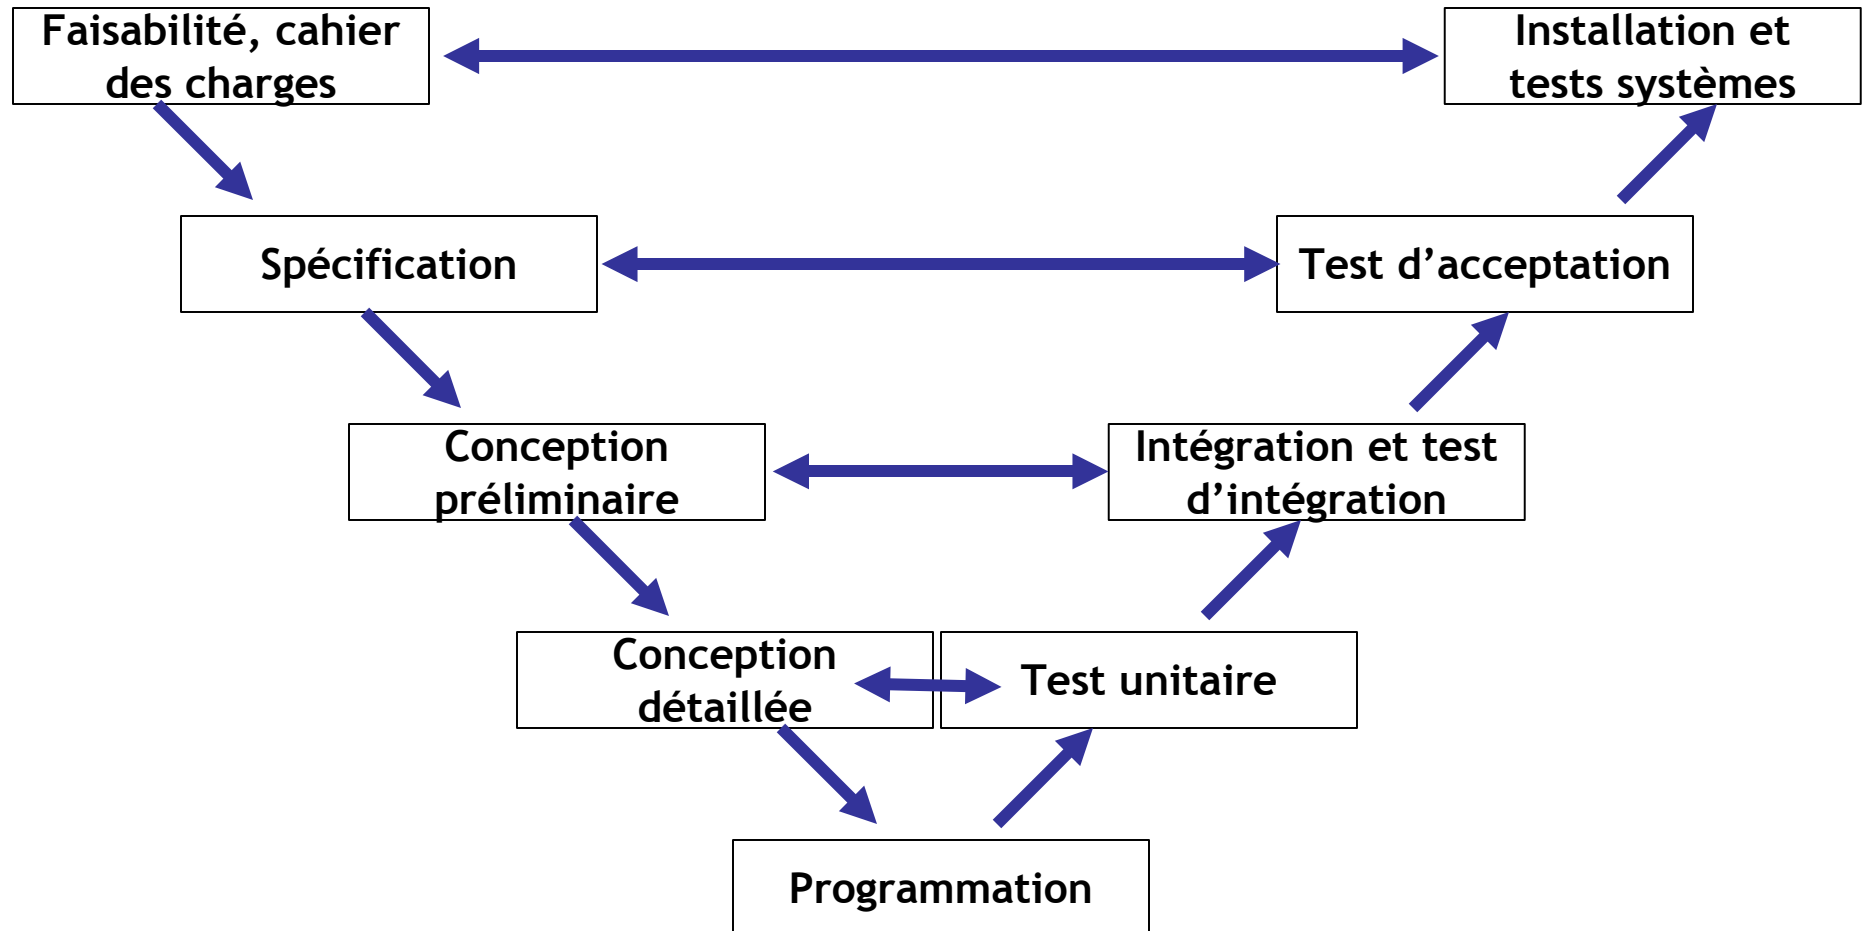 Faisabilité, cahier
des charges
Installation et
tests systèmes
Spécification
Test d’acceptation
Conception
préliminaire
Intégration et test
d’intégration
Conception
détaillée
Test unitaire
Programmation